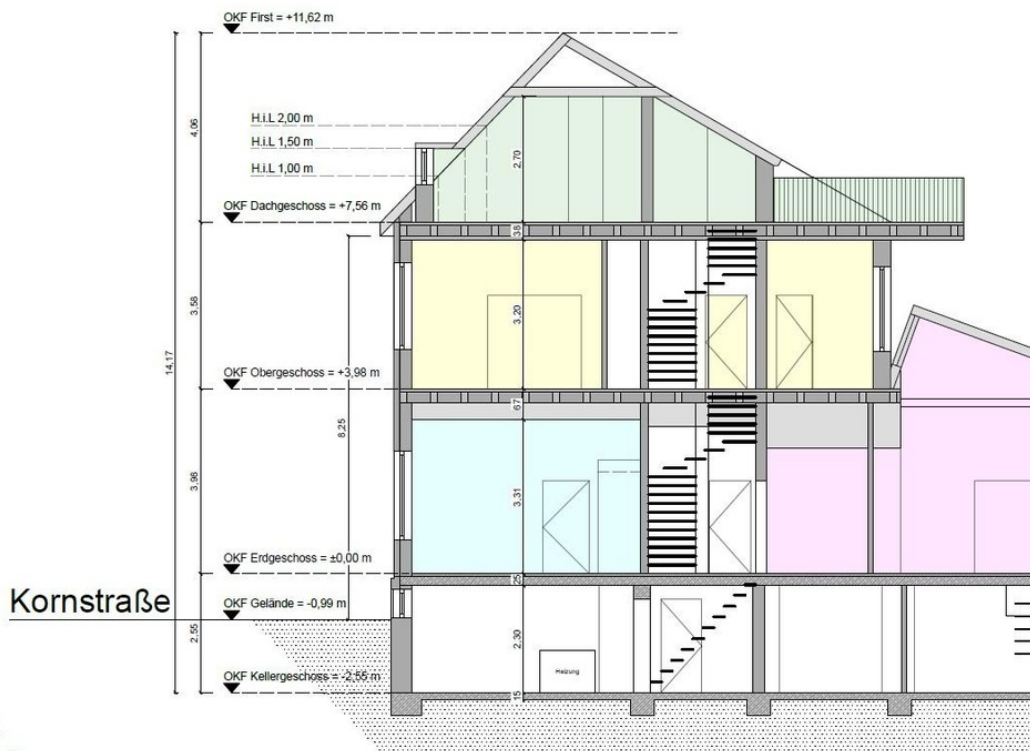 OKF First = +11,62 m
4,06
H.i.L 2,00 m
H.i.L 1,50 m
H.i.L 1,00 m
2,70
OKF Dachgeschoss = +7,56 m
38
3,58
3,20
14,17
OKF Obergeschoss = +3,98 m
67
8,25
3,98
3,31
OKF Erdgeschoss = ±0,00 m
25
Kornstraße
OKF Gelände = -0,99 m
2,55
2,30
Heizung
OKF Kellergeschoss = -2,55 m
15